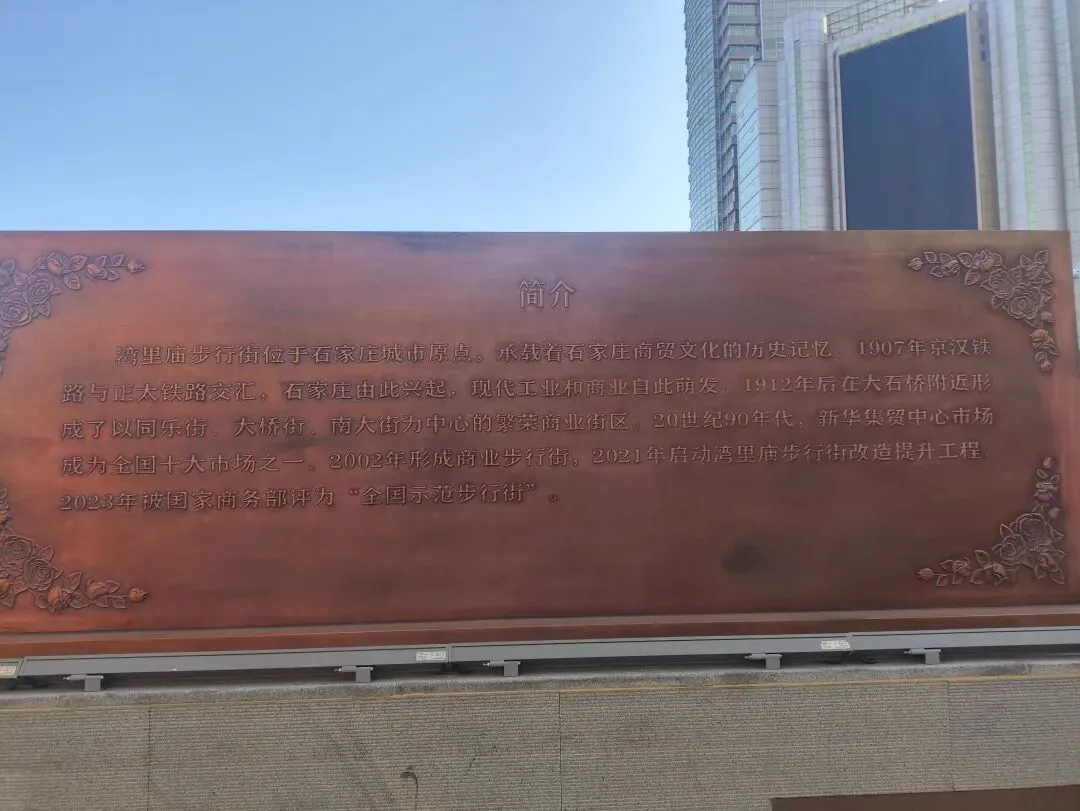 简介
湾里庙步行街位于石家庄城市原点，承载着石家庄商贸文化的历史记忆。1907年京汉铁
路与正太铁路交汇，石家庄由此兴起，现代工业和商业自此萌发。1912年后在大石桥附近形
成了以同乐街、大桥街、南大街为中心的繁荣商业街区。20世纪90年代，新华集贸中心市场
成为全国十大市场之一。2002年形成商业步行街，2021年启动湾里庙步行街改造提升工程，
2023年被国家商务部评为“全国示范步行街”。